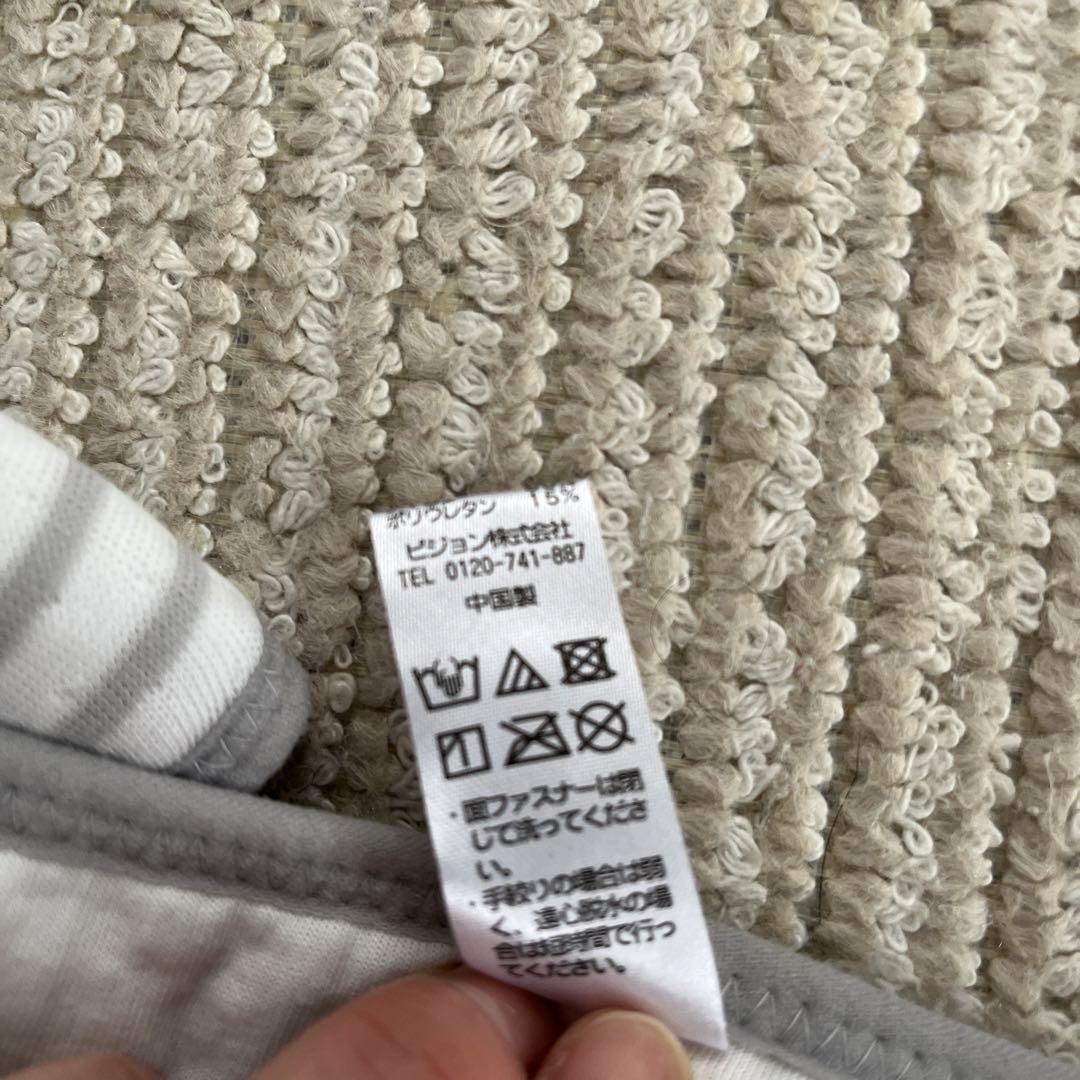 ポリウレタン 15%
ピジョン株式会社
TEL 0120-741-887
中国製
・面ファスナーは閉
じて洗ってくださ
い。
・手絞りの場合は弱
く、遠心脱水の場
合は短時間で行っ
てください。